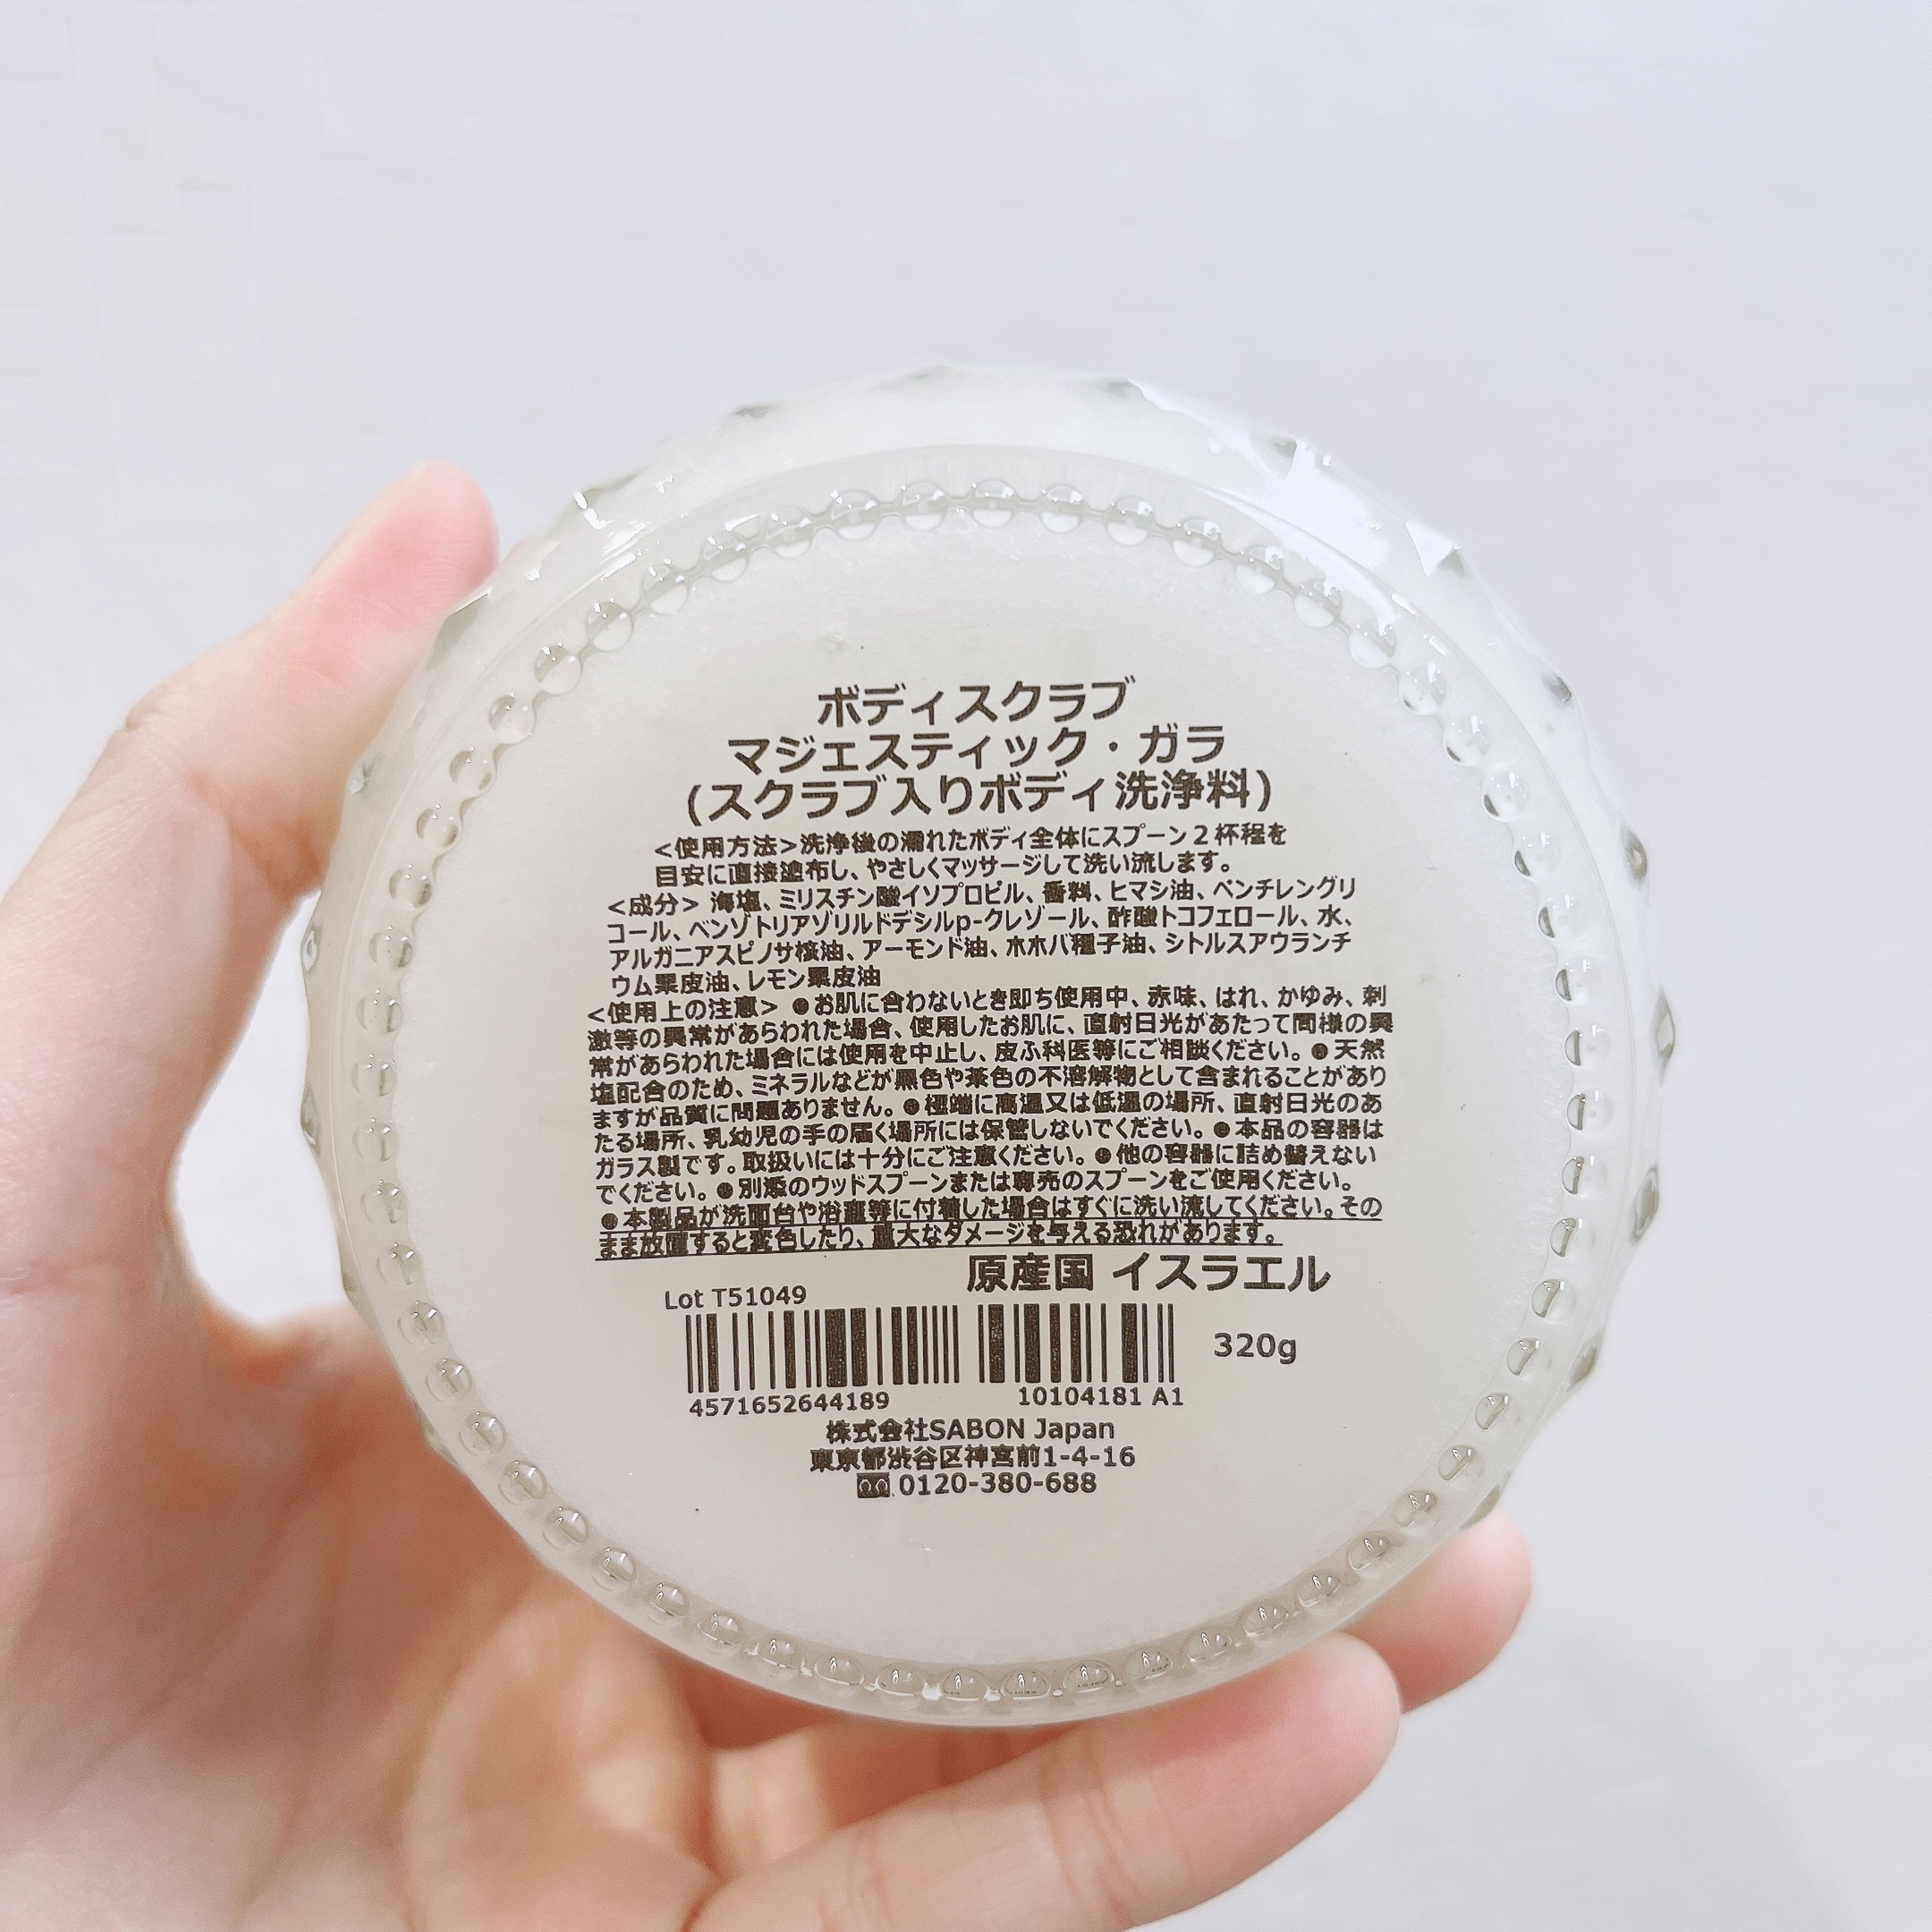 ボディスクラブ
マジェスティック・ガラ
(スクラブ入りボディ洗浄料)
<使用方法>洗浄後の濡れたボディ全体にスプーン2杯程を
目安に直接塗布し、やさしくマッサージして洗い流します。
<成分> 海塩、ミリスチン酸イソプロピル、香料、ヒマシ油、ペンチレングリ
コール、ベンゾトリアゾリルドデシルp-クレゾール、酢酸トコフェロール、水、
アルガニアスピノサ核油、アーモンド油、ホホバ種子油、シトルスアウランチ
ウム果皮油、レモン果皮油
<使用上の注意> ●お肌に合わないとき即ち使用中、赤味、はれ、かゆみ、刺
激等の異常があらわれた場合、使用したお肌に、直射日光があたって同様の異
常があらわれた場合には使用を中止し、皮ふ科医等にご相談ください。●天然
塩配合のため、ミネラルなどが黒色や茶色の不溶解物として含まれることがあり
ますが品質に問題ありません。●極端に高温又は低温の場所、直射日光のあ
たる場所、乳幼児の手の届く場所には保管しないでください。●本品の容器は
ガラス製です。取扱いには十分にご注意ください。●他の容器に詰め替えない
でください。●別添のウッドスプーンまたは専売のスプーンをご使用ください。
●本製品が洗面台や浴室等に付着した場合はすぐに洗い流してください。その
まま放置すると変色したり、重大なダメージを与える恐れがあります。
原産国 イスラエル
Lot T51049
320g
4571652644189 10104181 A1
株式会社SABON Japan
東京都渋谷区神宮前1-4-16
0120-380-688